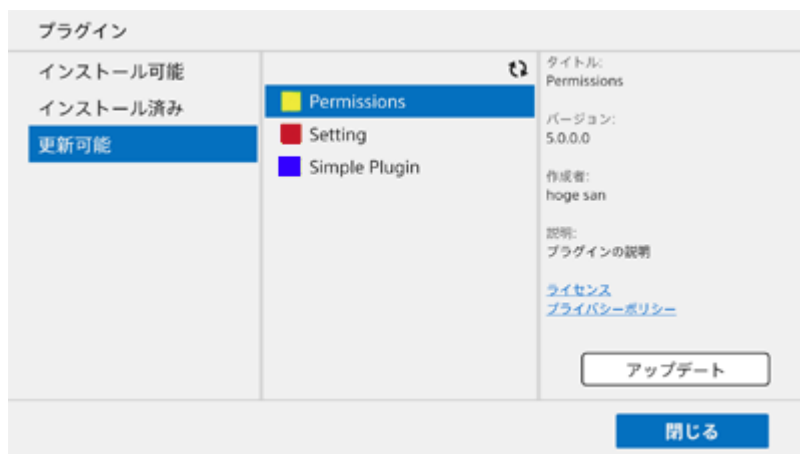 プラグイン
インストール可能
インストール済み
更新可能
Permissions
Setting
Simple Plugin
タイトル:
Permissions
バージョン:
5.0.0.0
作成者:
hoge san
説明:
プラグインの説明
ライセンス
プライバシーポリシー
アップデート
閉じる